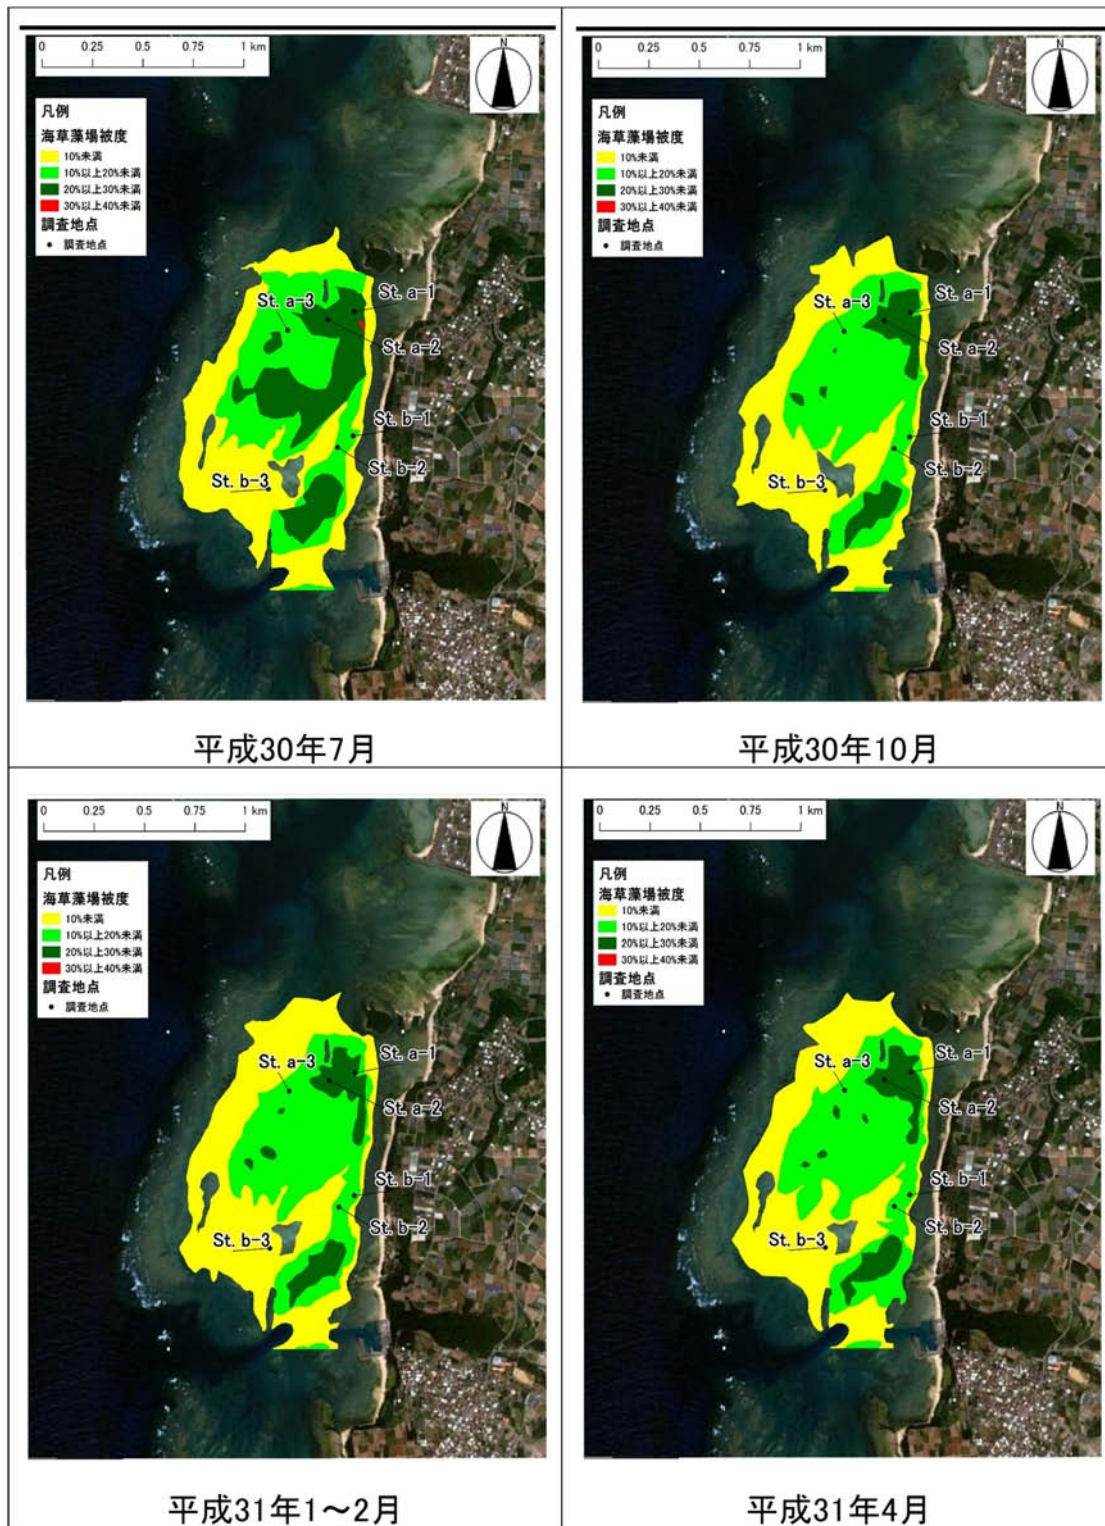 0 0.25 0.5 0.75 1 km
N
凡例
海草藻場被度
10%未満
10%以上20%未満
20%以上30%未満
30%以上40%未満
調査地点
調査地点
St. a-3
St. a-1
St. a-2
St. b-1
St. b-2
St. b-3
平成30年7月
0 0.25 0.5 0.75 1 km
N
凡例
海草藻場被度
10%未満
10%以上20%未満
20%以上30%未満
30%以上40%未満
調査地点
調査地点
St. a-3
St. a-1
St. a-2
St. b-1
St. b-2
St. b-3
平成30年10月
0 0.25 0.5 0.75 1 km
N
凡例
海草藻場被度
10%未満
10%以上20%未満
20%以上30%未満
30%以上40%未満
調査地点
調査地点
St. a-3
St. a-1
St. a-2
St. b-1
St. b-2
St. b-3
平成31年1～2月
0 0.25 0.5 0.75 1 km
N
凡例
海草藻場被度
10%未満
10%以上20%未満
20%以上30%未満
30%以上40%未満
調査地点
調査地点
St. a-3
St. a-1
St. a-2
St. b-1
St. b-2
St. b-3
平成31年4月